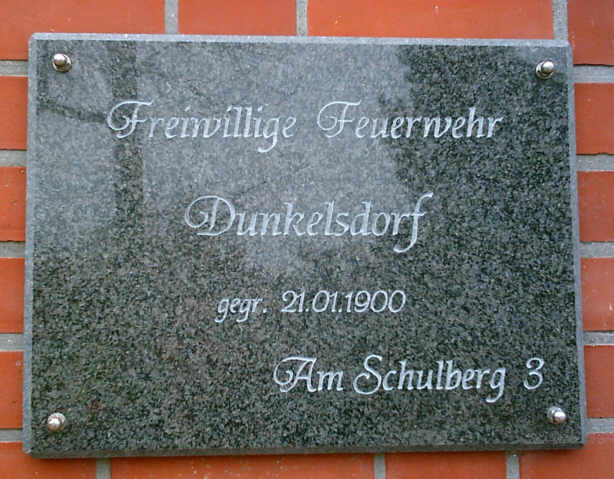 Freiwillige Feuerwehr
Dunkelsdorf
gegr. 21.01.1900
Am Schulberg 3